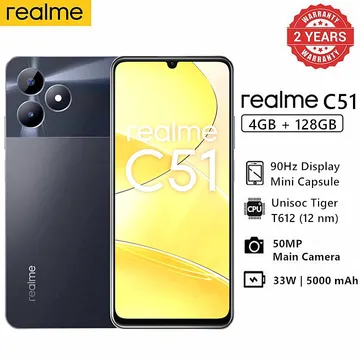 realme
WARRANTY
2 YEARS
WARRANTY
realme C51
4GB + 128GB
realme
C51
90Hz Display
Mini Capsule
CPU
Unisoc Tiger
T612 (12 nm)
50MP
Main Camera
33W | 5000 mAh
realme